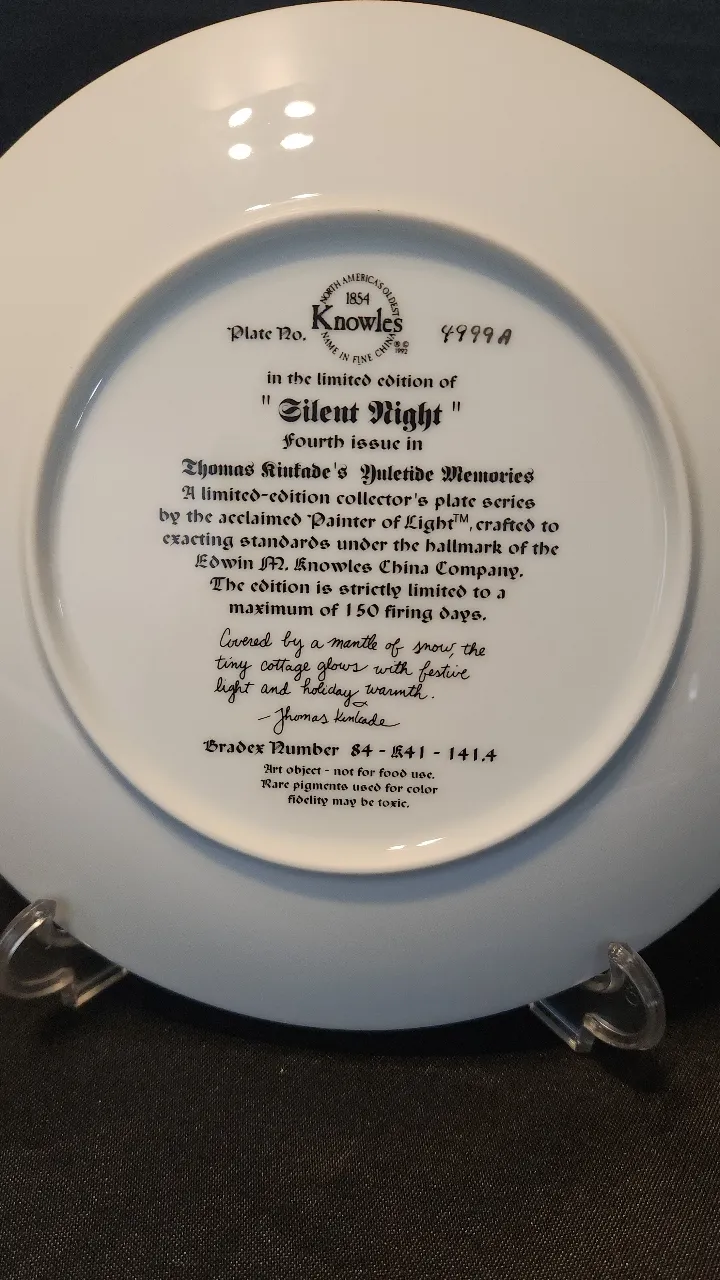 NORTH AMERICA'S OLDEST
1854
Plate No. Knowles 4999A
NAME IN FINE CHINA
® © 1992
in the limited edition of
"Silent Night"
Fourth issue in
Thomas Kinkade's Yuletide Memories
A limited-edition collector's plate series
by the acclaimed Painter of Light™, crafted to
exacting standards under the hallmark of the
Edwin M. Knowles China Company.
The edition is strictly limited to a
maximum of 150 firing days.
Covered by a mantle of snow, the
tiny cottage glows with festive
light and holiday warmth.
- Thomas Kinkade
Bradex Number 84 - K41 - 141.4
Art object - not for food use.
Rare pigments used for color
fidelity may be toxic.